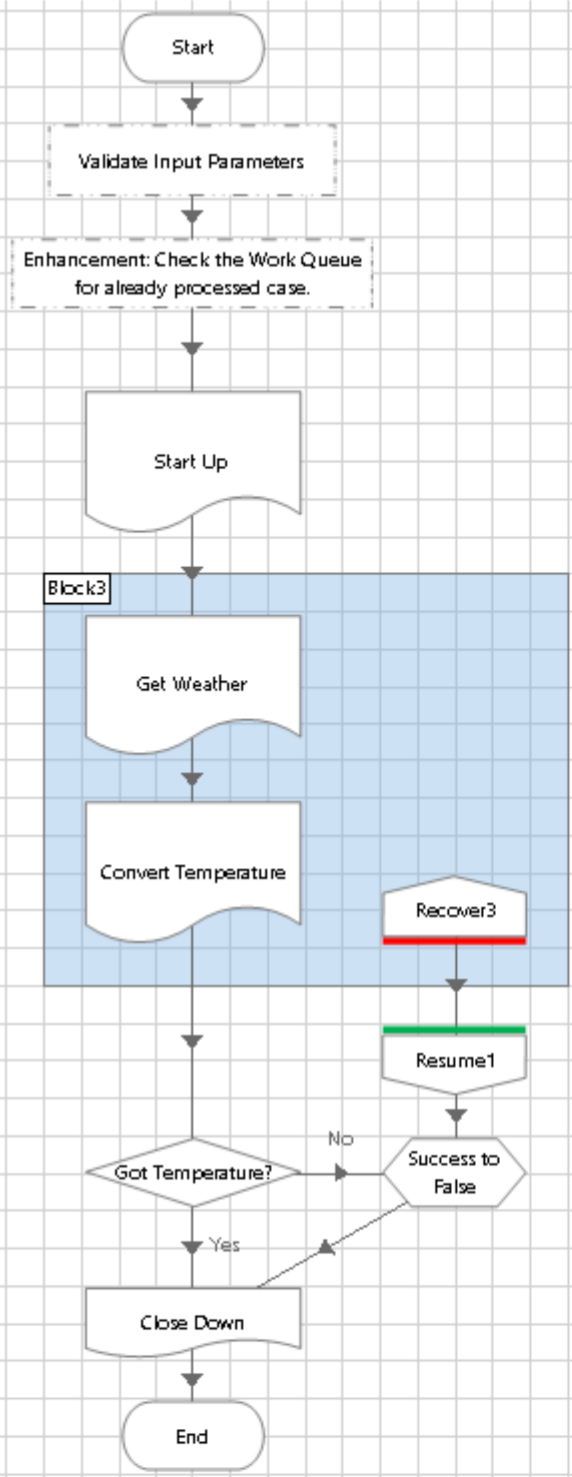 Start
Validate Input Parameters
Enhancement: Check the Work Queue
for already processed case.
Start Up
Block3
Get Weather
Convert Temperature
Recover3
Resume1
No
Got Temperature?
Success to
False
Yes
Close Down
End